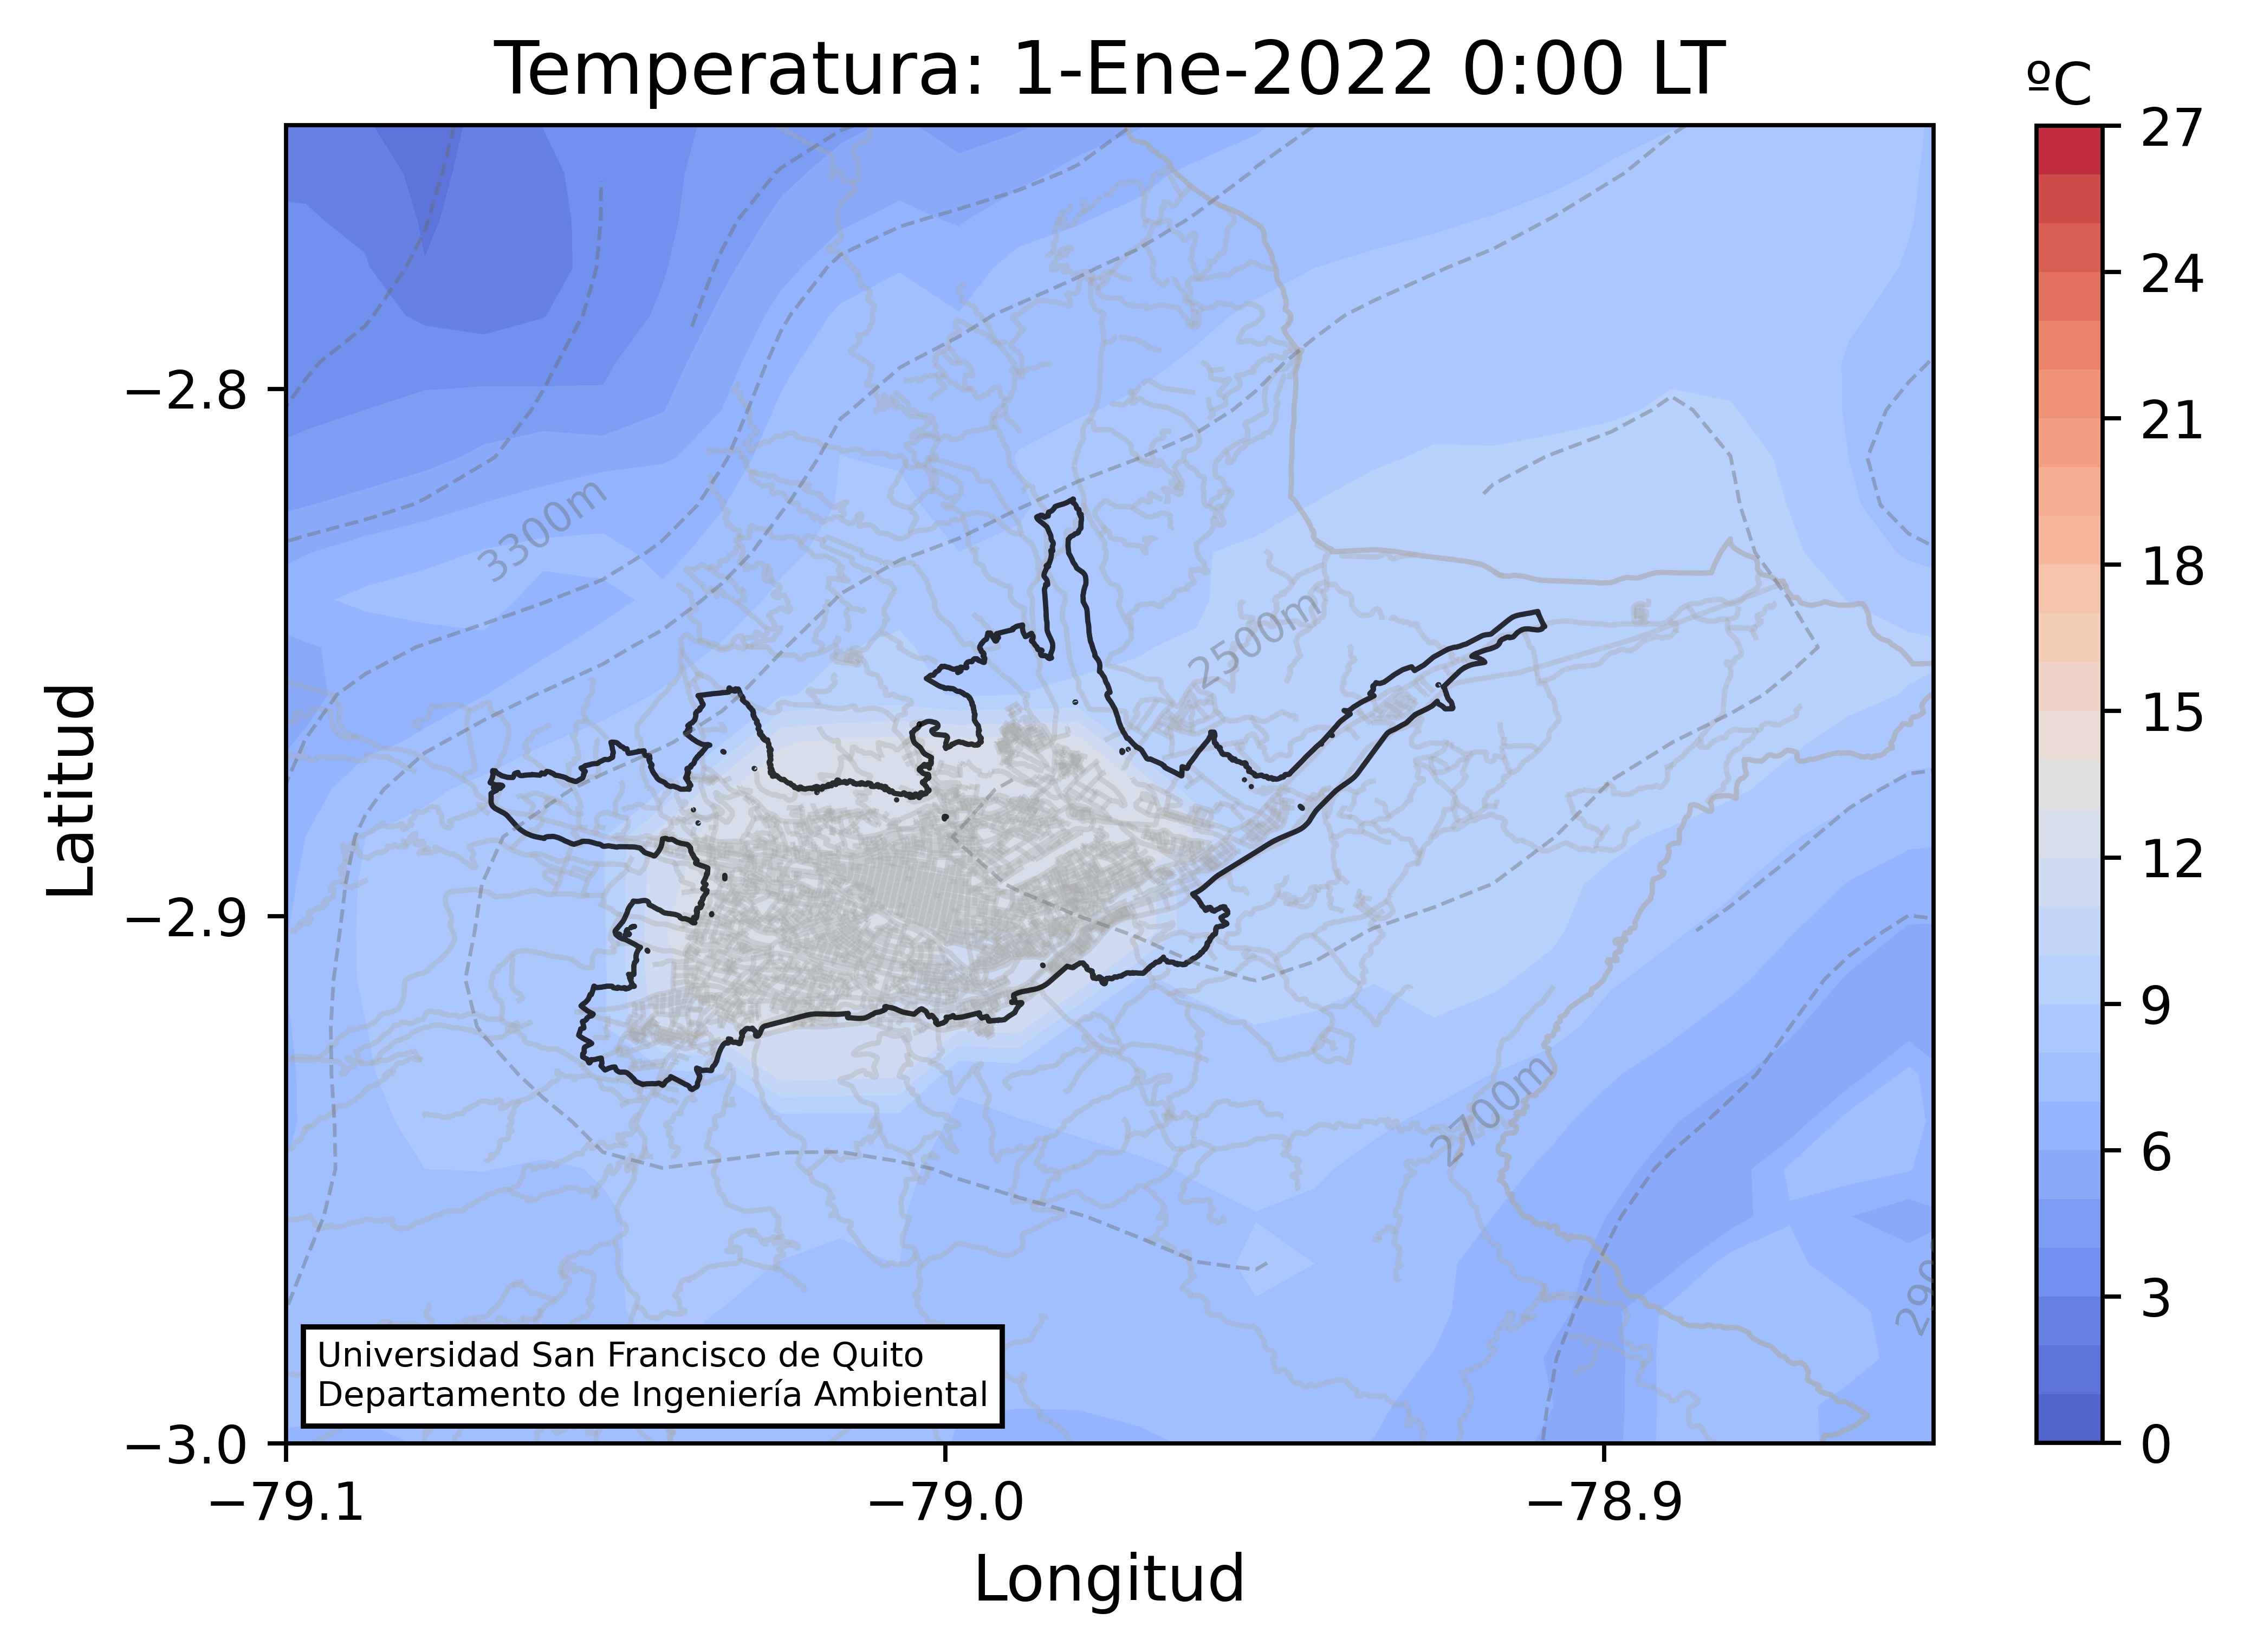 Temperatura: 1-Ene-2022 0:00 LT
ºC
27
24
21
18
15
12
9
6
3
0
Latitud
−2.8
−2.9
−3.0
3300m
2500m
2700m
290
Universidad San Francisco de Quito
Departamento de Ingeniería Ambiental
−79.1
−79.0
−78.9
Longitud